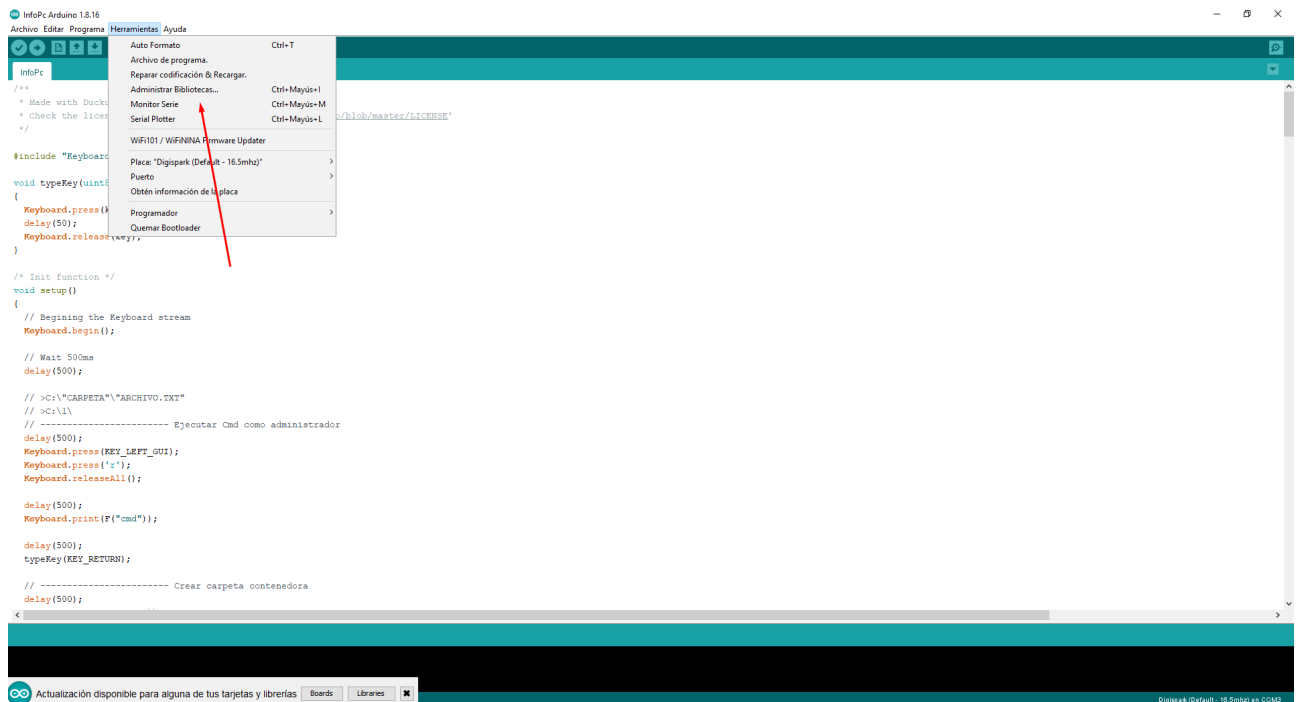 InfoPc Arduino 1.8.16
Archivo Editar Programa Herramientas Ayuda
Auto Formato Ctrl+T
Archivo de programa.
Reparar codificación & Recargar.
Administrar Bibliotecas... Ctrl+Mayús+I
Monitor Serie Ctrl+Mayús+M
Serial Plotter Ctrl+Mayús+L
WiFi101 / WiFiNINA Firmware Updater
Placa: "Digispark (Default - 16.5mhz)"
Puerto
Obtén información de la placa
Programador
Quemar Bootloader
InfoPc
/**
* Made with Ducku
* Check the licen o/blob/master/LICENSE'
*/
#include "Keyboard
void typeKey(uint8
{
Keyboard.press(k
delay(50);
Keyboard.release(key);
}
/* Init function */
void setup()
{
// Begining the Keyboard stream
Keyboard.begin();
// Wait 500ms
delay(500);
// >C:\"CARPETA"\"ARCHIVO.TXT"
// >C:\1\
// ----------------------- Ejecutar Cmd como administrador
delay(500);
Keyboard.press(KEY_LEFT_GUI);
Keyboard.press('r');
Keyboard.releaseAll();
delay(500);
Keyboard.print(F("cmd"));
delay(500);
typeKey(KEY_RETURN);
// ----------------------- Crear carpeta contenedora
delay(500);
Actualización disponible para alguna de tus tarjetas y librerías Boards Libraries
Digispark (Default - 16.5mhz) en COM3